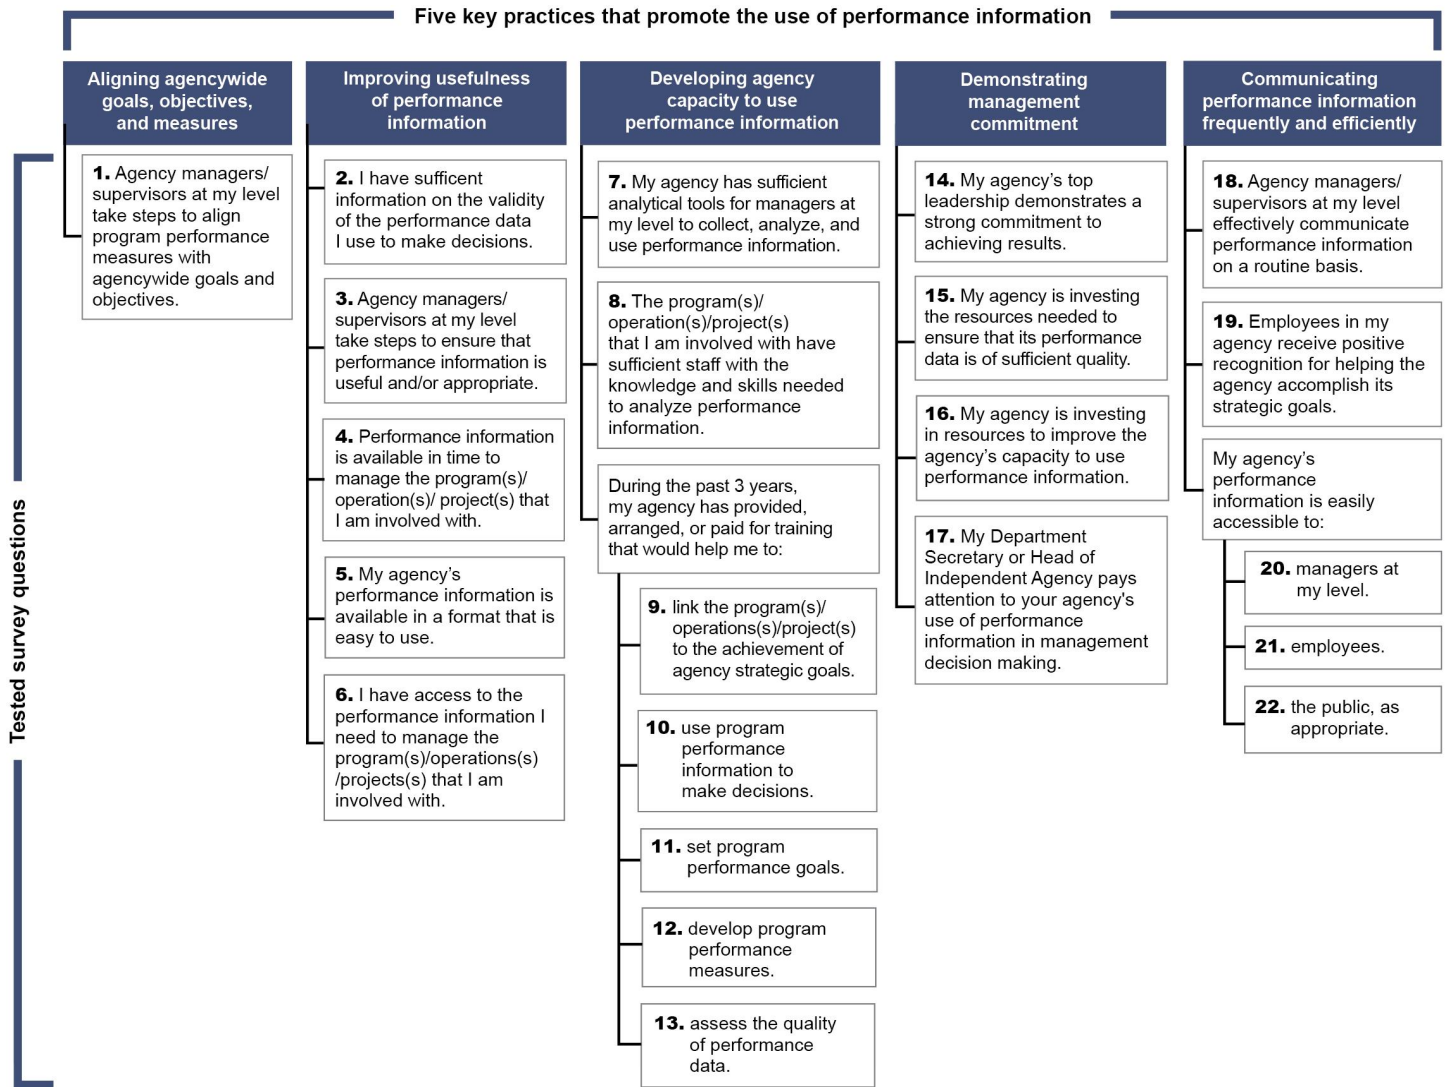 Five key practices that promote the use of performance information
Tested survey questions
Aligning agencywide
goals, objectives,
and measures
1. Agency managers/
supervisors at my level
take steps to align
program performance
measures with
agencywide goals and
objectives.
Improving usefulness
of performance
information
2. I have sufficent
information on the validity
of the performance data
I use to make decisions.
3. Agency managers/
supervisors at my level
take steps to ensure that
performance information is
useful and/or appropriate.
4. Performance information
is available in time to
manage the program(s)/
operation(s)/ project(s) that
I am involved with.
5. My agency’s
performance information is
available in a format that is
easy to use.
6. I have access to the
performance information I
need to manage the
program(s)/operations(s)
/projects(s) that I am
involved with.
Developing agency
capacity to use
performance information
7. My agency has sufficient
analytical tools for managers at
my level to collect, analyze, and
use performance information.
8. The program(s)/
operation(s)/project(s)
that I am involved with have
sufficient staff with the
knowledge and skills needed
to analyze performance
information.
During the past 3 years,
my agency has provided,
arranged, or paid for training
that would help me to:
9. link the program(s)/
operations(s)/project(s)
to the achievement of
agency strategic goals.
10. use program
performance
information to
make decisions.
11. set program
performance goals.
12. develop program
performance
measures.
13. assess the quality
of performance
data.
Demonstrating
management
commitment
14. My agency’s top
leadership demonstrates a
strong commitment to
achieving results.
15. My agency is investing
the resources needed to
ensure that its performance
data is of sufficient quality.
16. My agency is investing
in resources to improve the
agency’s capacity to use
performance information.
17. My Department
Secretary or Head of
Independent Agency pays
attention to your agency's
use of performance
information in management
decision making.
Communicating
performance information
frequently and efficiently
18. Agency managers/
supervisors at my level
effectively communicate
performance information
on a routine basis.
19. Employees in my
agency receive positive
recognition for helping the
agency accomplish its
strategic goals.
My agency’s
performance
information is easily
accessible to:
20. managers at
my level.
21. employees.
22. the public, as
appropriate.